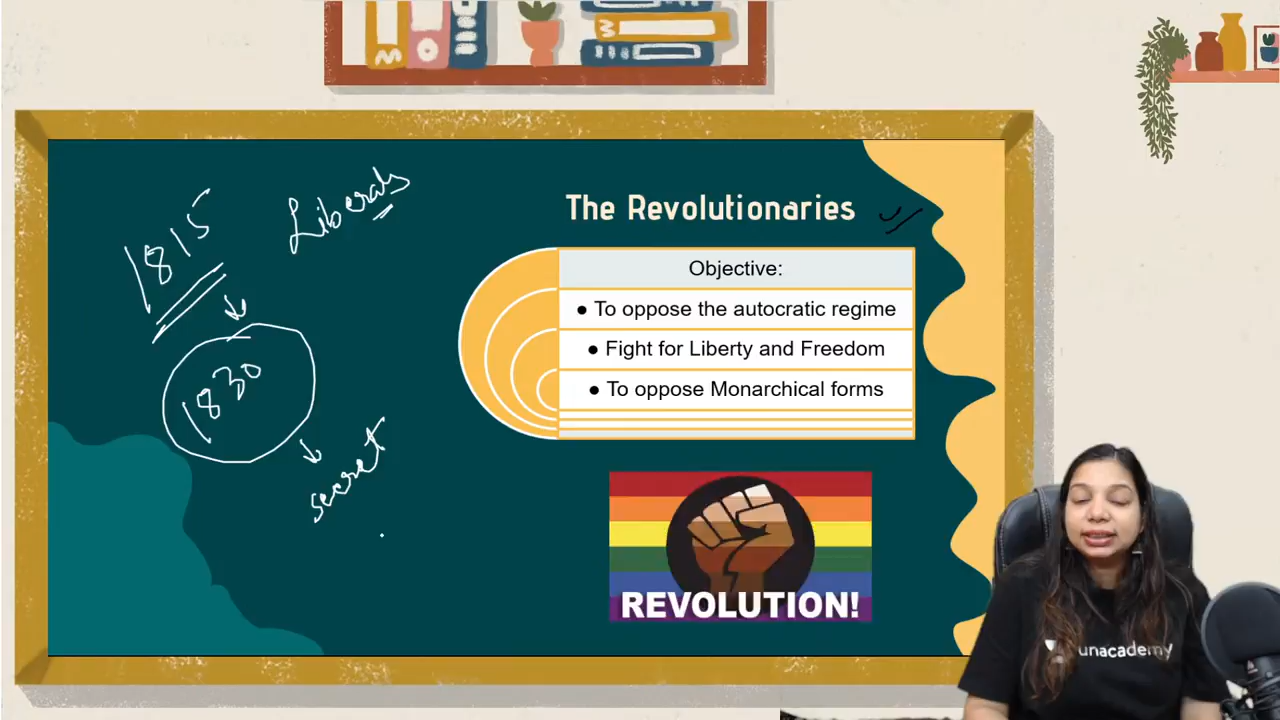 1815
Liberals
1830
secret
The Revolutionaries
Objective:
● To oppose the autocratic regime
● Fight for Liberty and Freedom
● To oppose Monarchical forms
REVOLUTION!
unacademy